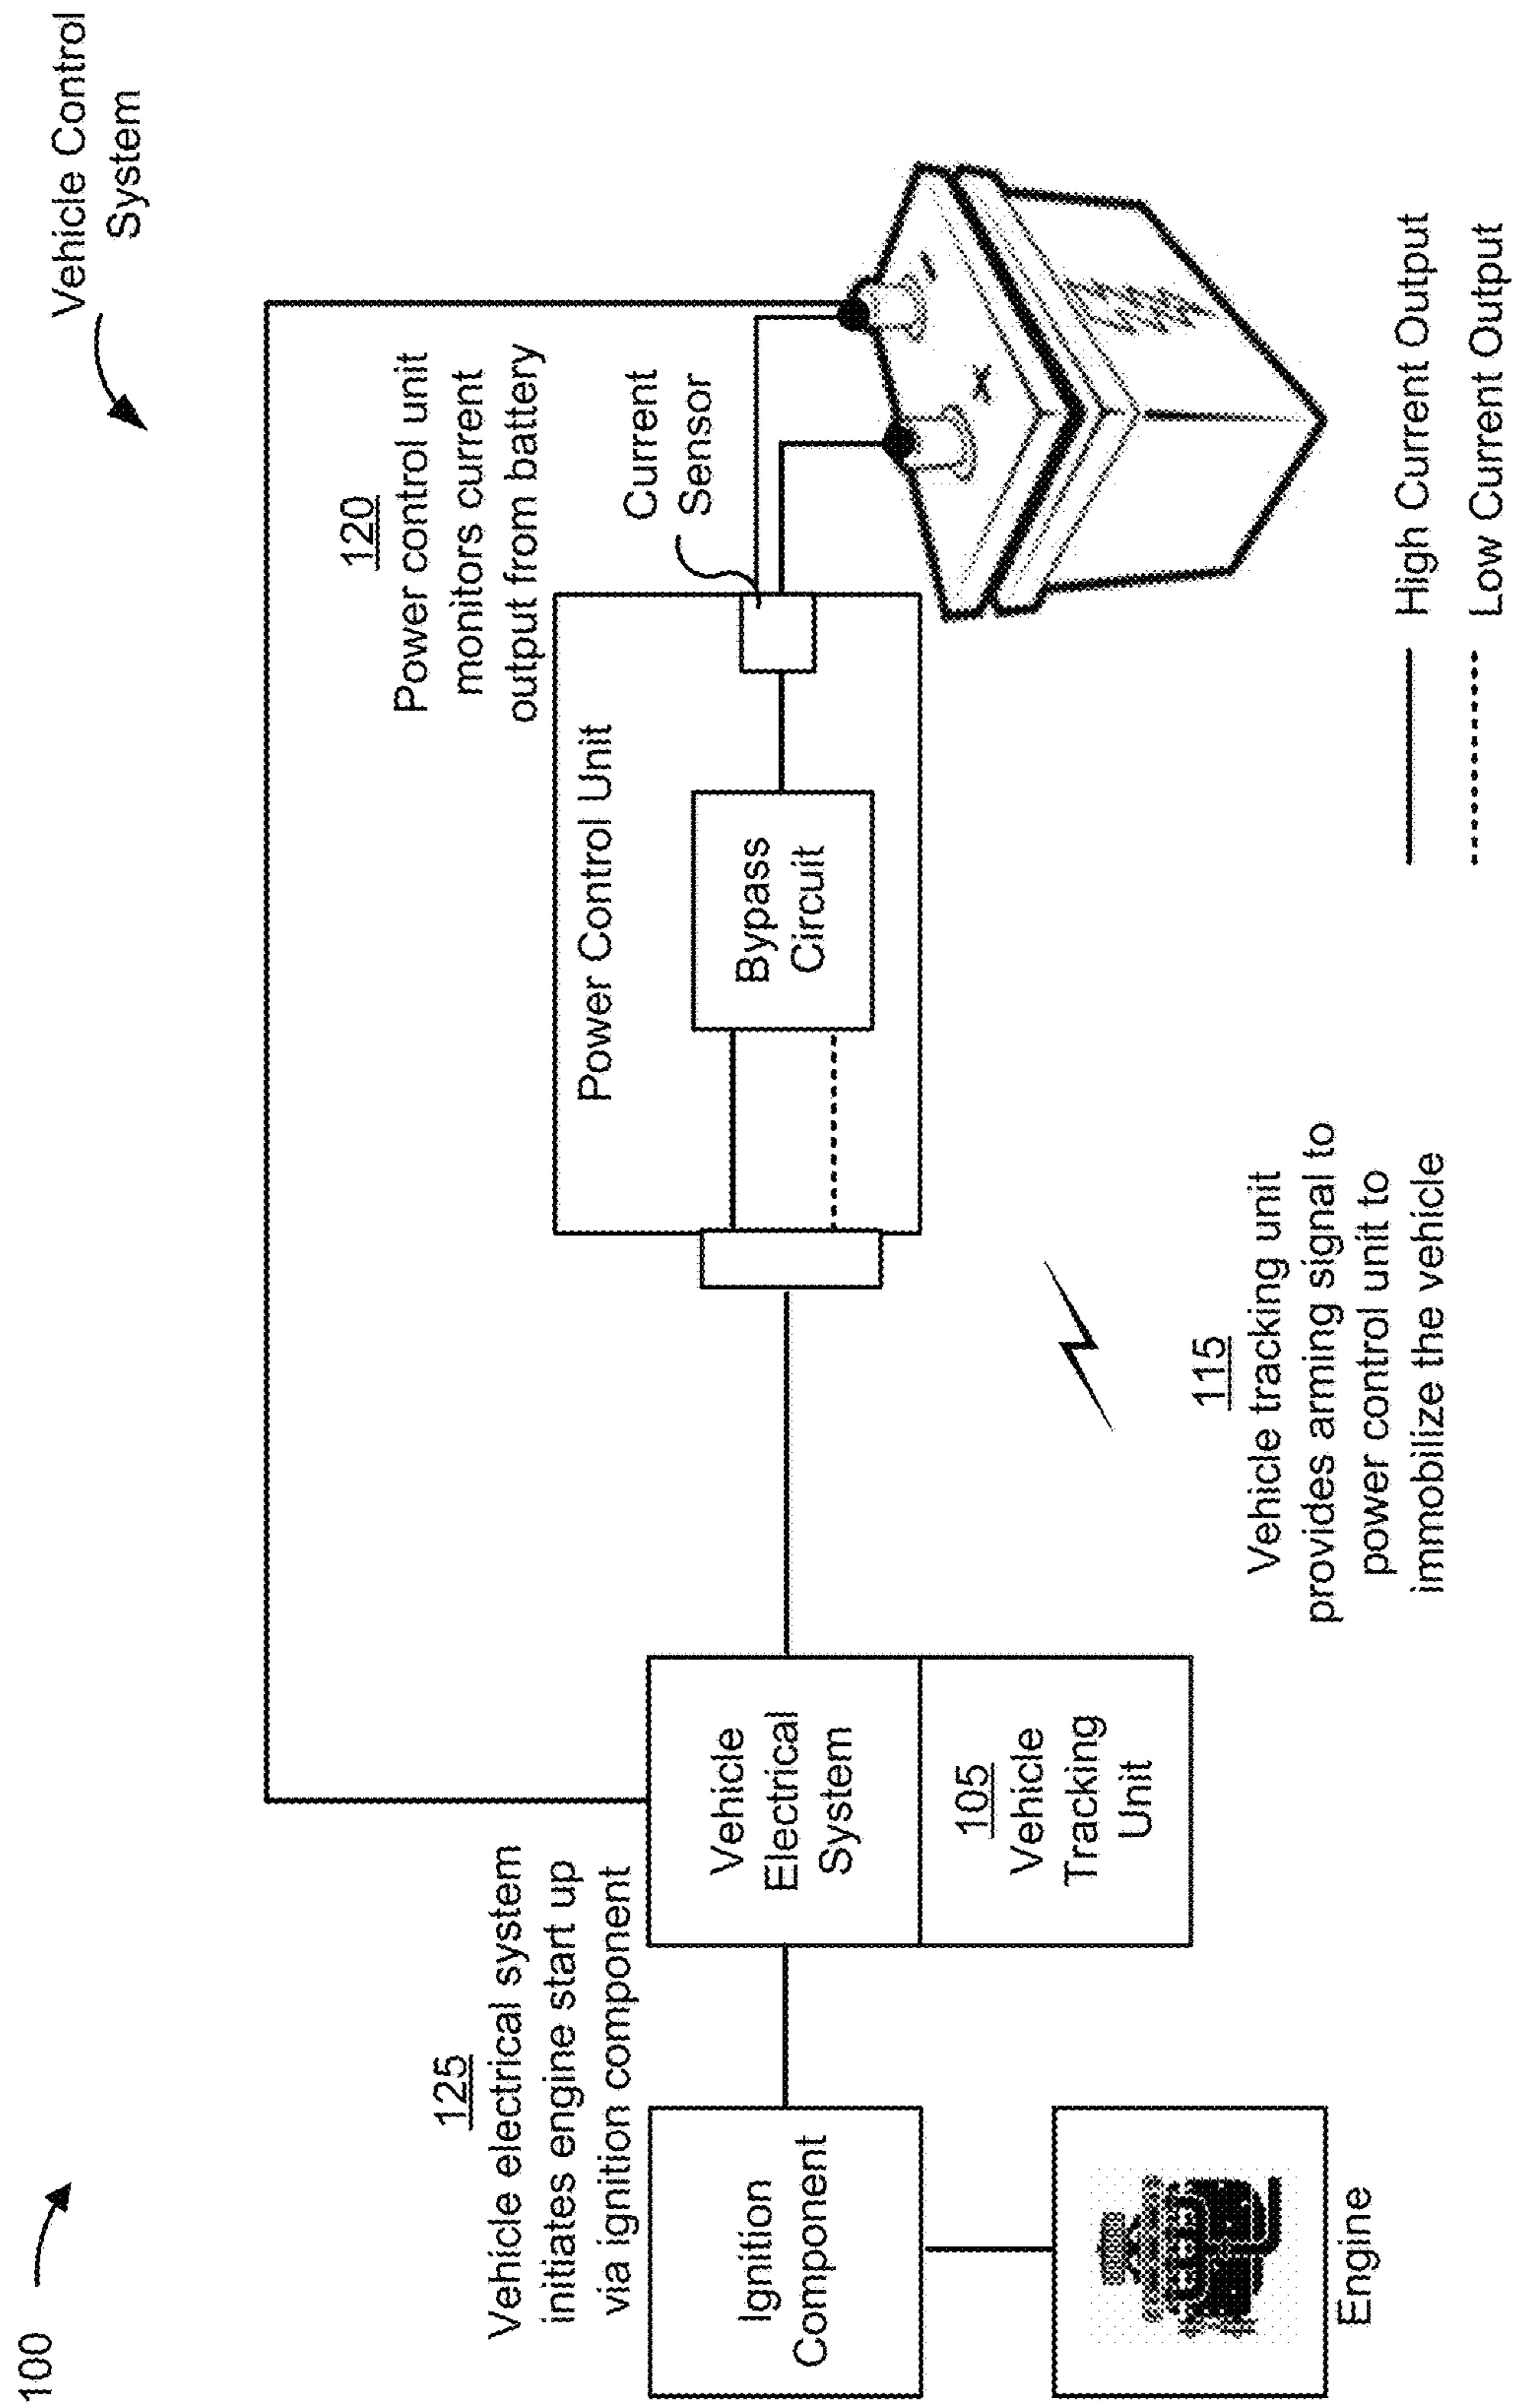 100
Vehicle Control
System
125
Vehicle electrical system
initiates engine start up
via ignition component
120
Power control unit
monitors current
output from battery
Current
Sensor
Power Control Unit
Bypass
Circuit
Ignition
Component
Vehicle
Electrical
System
105
Vehicle
Tracking
Unit
Engine
115
Vehicle tracking unit
provides arming signal to
power control unit to
immobilize the vehicle
High Current Output
Low Current Output